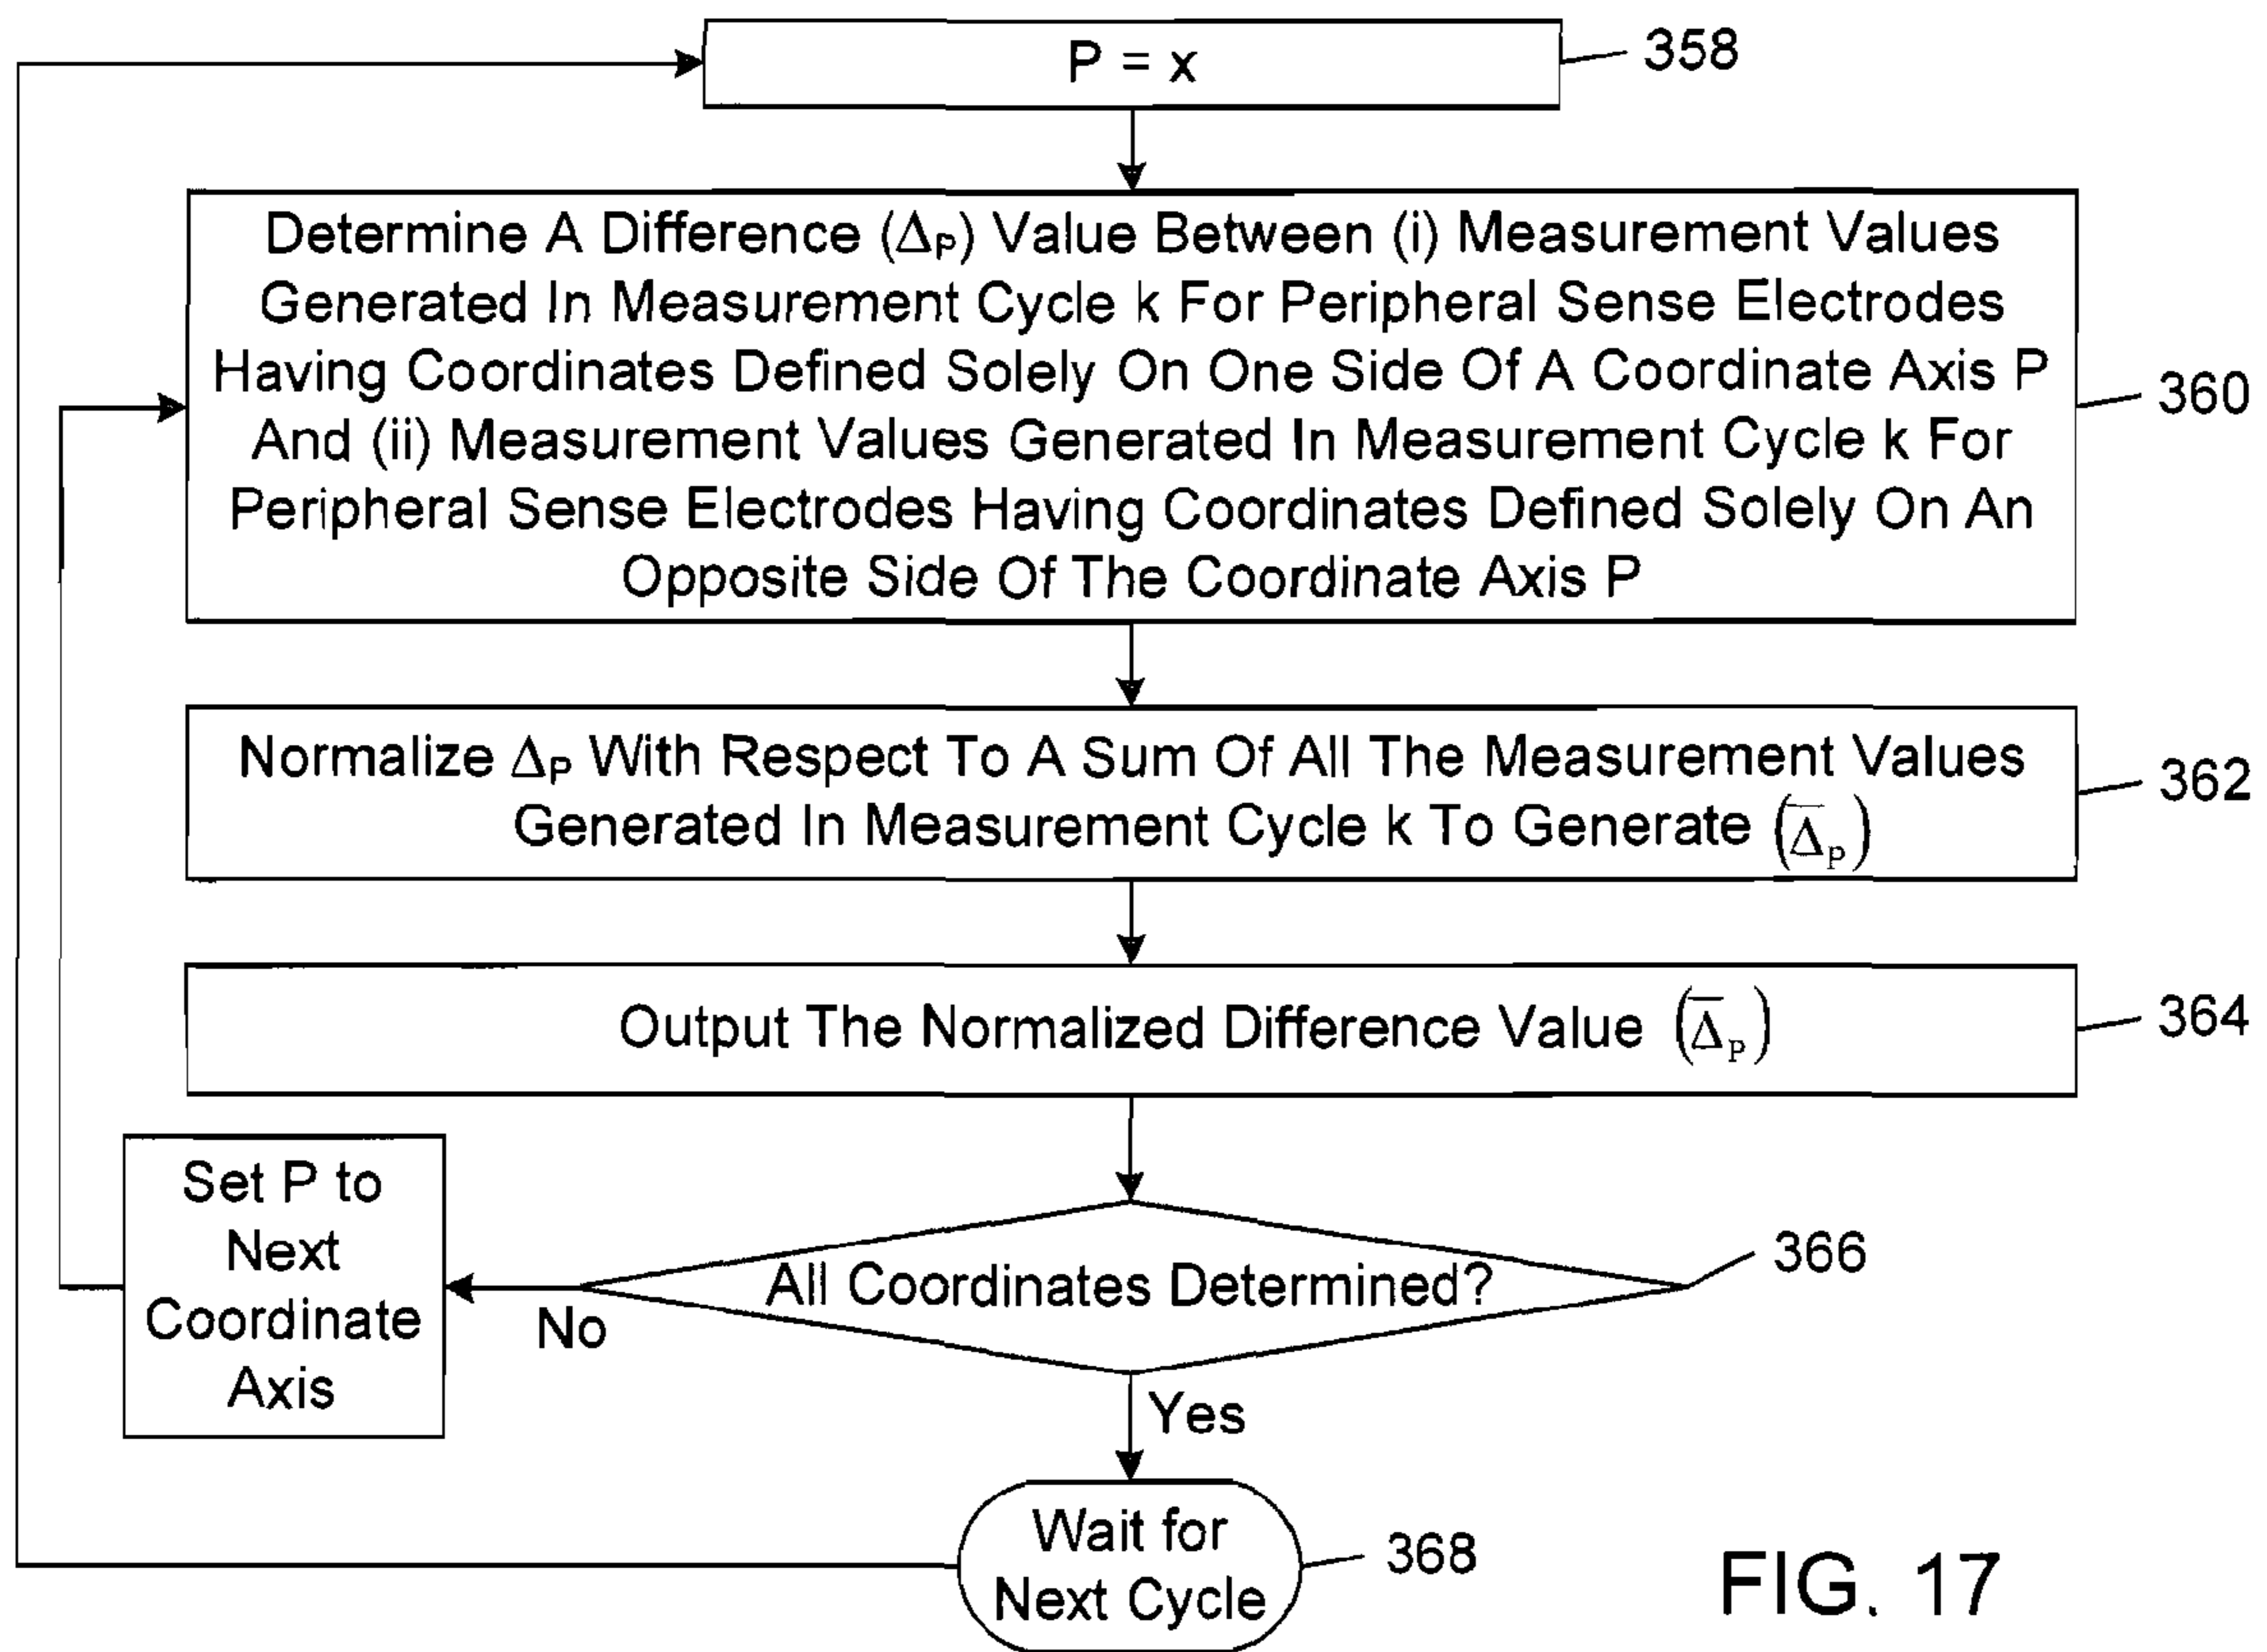 P = x
358
Determine A Difference (Δₚ) Value Between (i) Measurement Values
Generated In Measurement Cycle k For Peripheral Sense Electrodes
Having Coordinates Defined Solely On One Side Of A Coordinate Axis P
And (ii) Measurement Values Generated In Measurement Cycle k For
Peripheral Sense Electrodes Having Coordinates Defined Solely On An
Opposite Side Of The Coordinate Axis P
360
Normalize Δₚ With Respect To A Sum Of All The Measurement Values
Generated In Measurement Cycle k To Generate (Δ̅ₚ)
362
Output The Normalized Difference Value (Δ̅ₚ)
364
Set P to
Next
Coordinate
Axis
No
All Coordinates Determined?
366
Yes
Wait for
Next Cycle
368
FIG. 17